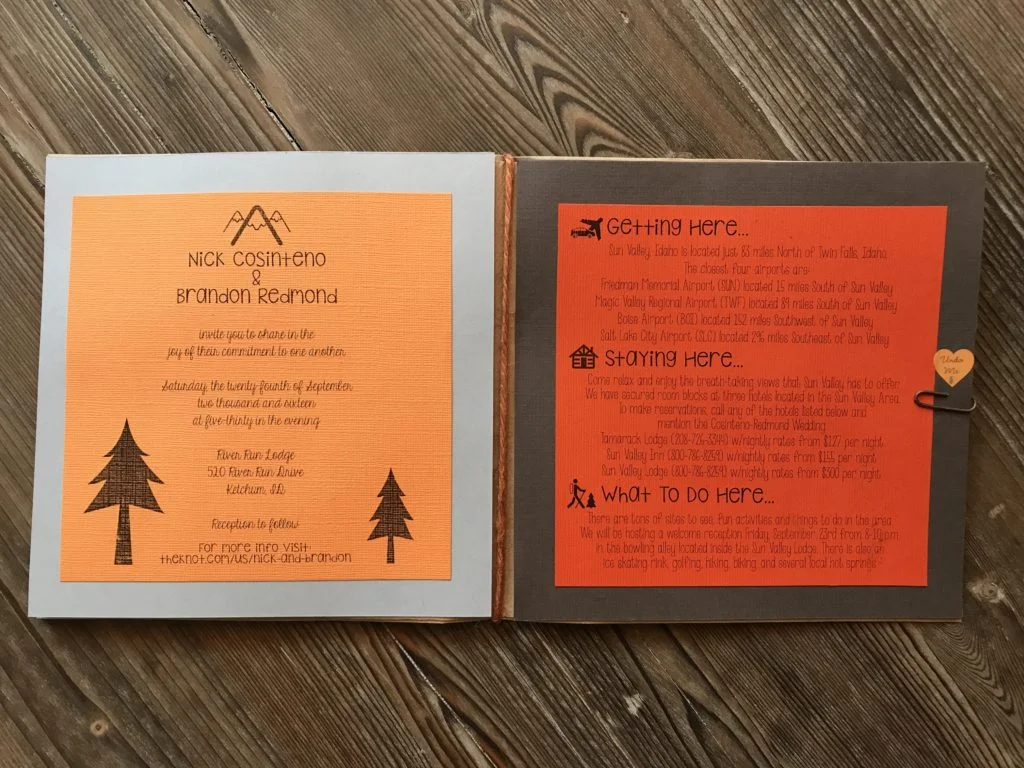 Nick Cosinteno
&
Brandon Redmond
invite you to share in the
joy of their commitment to one another
Saturday, the twenty-fourth of September
two thousand and sixteen
at five-thirty in the evening
River Run Lodge
520 River Run Drive
Ketchum, ID
Reception to follow
For more info visit:
theknot.com/us/nick-and-brandon
Getting Here...
Sun Valley, Idaho is located just 83 miles North of Twin Falls, Idaho.
The closest four airports are:
Friedman Memorial Airport (SUN) located 15 miles South of Sun Valley
Magic Valley Regional Airport (TWF) located 89 miles South of Sun Valley
Boise Airport (BOI) located 152 miles Southwest of Sun Valley
Salt Lake City Airport (SLC) located 296 miles Southeast of Sun Valley
Staying Here...
Come relax and enjoy the breath-taking views that Sun Valley has to offer.
We have secured room blocks at three hotels located in the Sun Valley Area.
To make reservations, call any of the hotels listed below and
mention the Cosinteno-Redmond Wedding
Tamarack Lodge w/nightly rates from $127 per night
Sun Valley Inn w/nightly rates from $155 per night
Sun Valley Lodge w/nightly rates from $300 per night
What To Do Here...
There are tons of sites to see, fun activities and things to do in the area.
We will be hosting a welcome reception Friday, September 23rd from 8-10pm
in the bowling alley located inside the Sun Valley Lodge. There is also an
ice skating rink, golfing, hiking, biking, and several local hot springs.
Under
Me